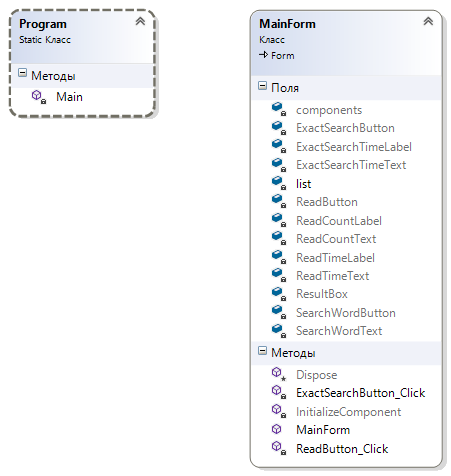 Program
Static Класс
Методы
Main
MainForm
Класс
Form
Поля
components
ExactSearchButton
ExactSearchTimeLabel
ExactSearchTimeText
list
ReadButton
ReadCountLabel
ReadCountText
ReadTimeLabel
ReadTimeText
ResultBox
SearchWordButton
SearchWordText
Методы
Dispose
ExactSearchButton_Click
InitializeComponent
MainForm
ReadButton_Click